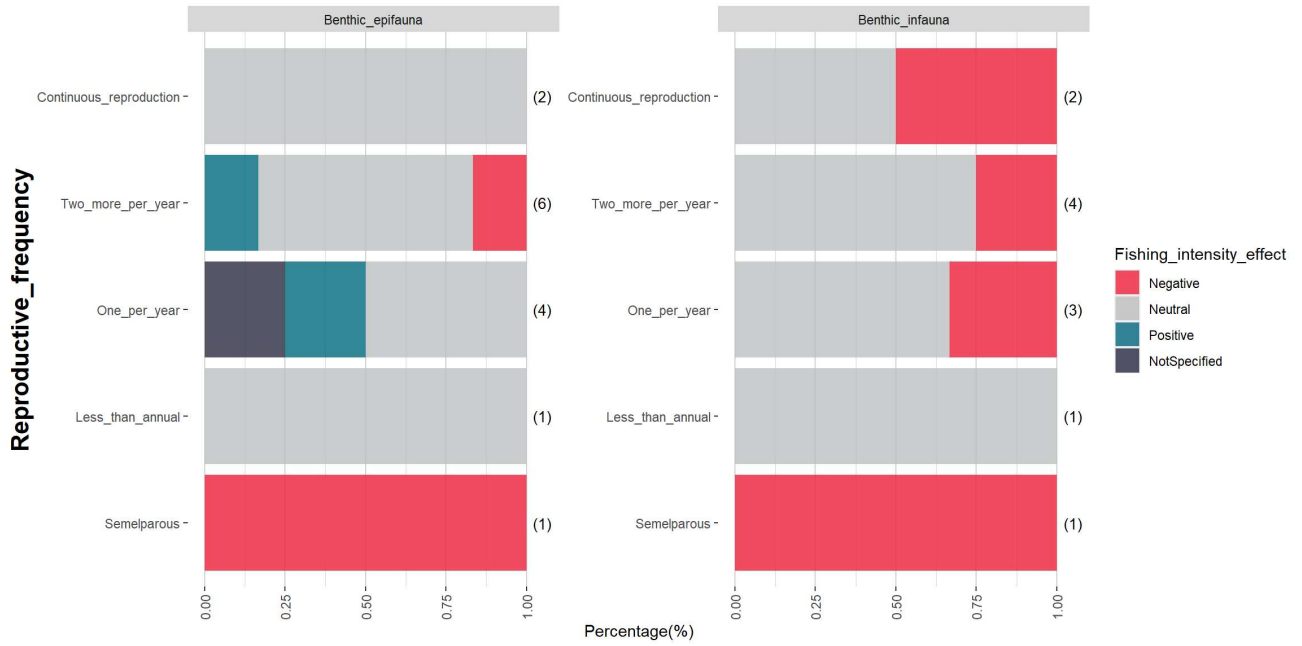 Benthic_epifauna
Benthic_infauna
Reproductive_frequency
Continuous_reproduction
(2)
Two_more_per_year
(6)
One_per_year
(4)
Less_than_annual
(1)
Semelparous
(1)
0.00
0.25
0.50
0.75
1.00
Continuous_reproduction
(2)
Two_more_per_year
(4)
One_per_year
(3)
Less_than_annual
(1)
Semelparous
(1)
0.00
0.25
0.50
0.75
1.00
Percentage(%)
Fishing_intensity_effect
Negative
Neutral
Positive
NotSpecified